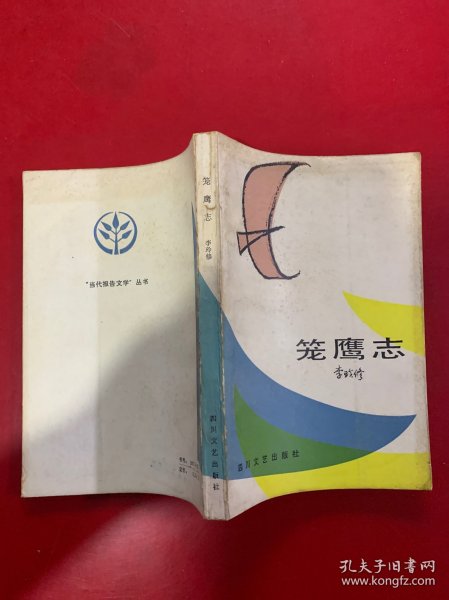 笼鹰志
李玲修
四川文艺出版社
笼鹰志
李玲修
四川文艺出版社
“当代报告文学”丛书
孔夫子旧书网
www.kongfz.com